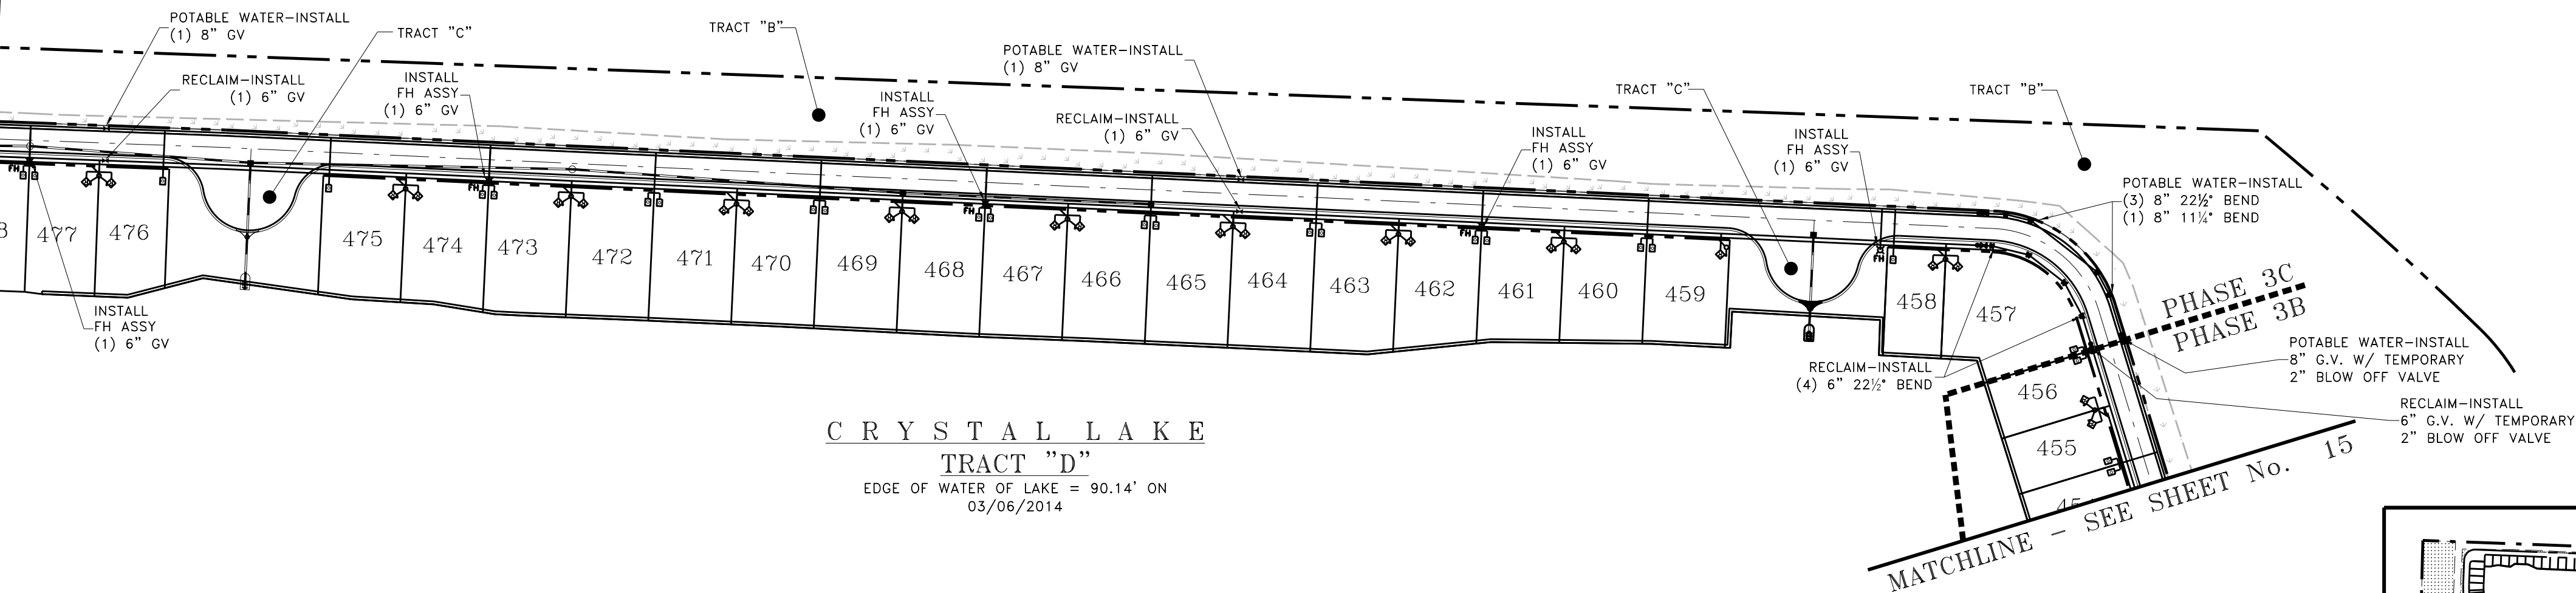 POTABLE WATER-INSTALL
(1) 8" GV
TRACT "C"
TRACT "B"
POTABLE WATER-INSTALL
(1) 8" GV
RECLAIM-INSTALL
(1) 6" GV
INSTALL
FH ASSY
(1) 6" GV
INSTALL
FH ASSY
(1) 6" GV
RECLAIM-INSTALL
(1) 6" GV
TRACT "C"
TRACT "B"
INSTALL
FH ASSY
(1) 6" GV
INSTALL
FH ASSY
(1) 6" GV
POTABLE WATER-INSTALL
(3) 8" 22½° BEND
(1) 8" 11¼° BEND
FH
FH
FH
FH
FH
477
476
475
474
473
472
471
470
469
468
467
466
465
464
463
462
461
460
459
458
457
456
455
INSTALL
FH ASSY
(1) 6" GV
PHASE 3C
PHASE 3B
RECLAIM-INSTALL
(4) 6" 22½° BEND
POTABLE WATER-INSTALL
8" G.V. W/ TEMPORARY
2" BLOW OFF VALVE
RECLAIM-INSTALL
6" G.V. W/ TEMPORARY
2" BLOW OFF VALVE
CRYSTAL LAKE
TRACT "D"
EDGE OF WATER OF LAKE = 90.14' ON
03/06/2014
MATCHLINE - SEE SHEET No. 15